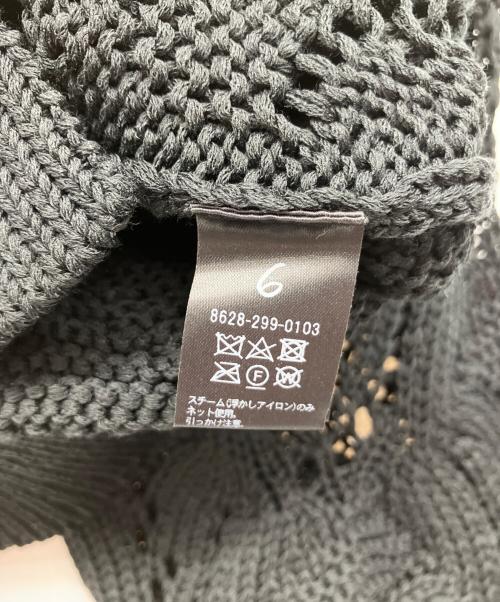 6
8628-299-0103
スチーム(浮かしアイロン)のみ
ネット使用。
引っかけ注意。